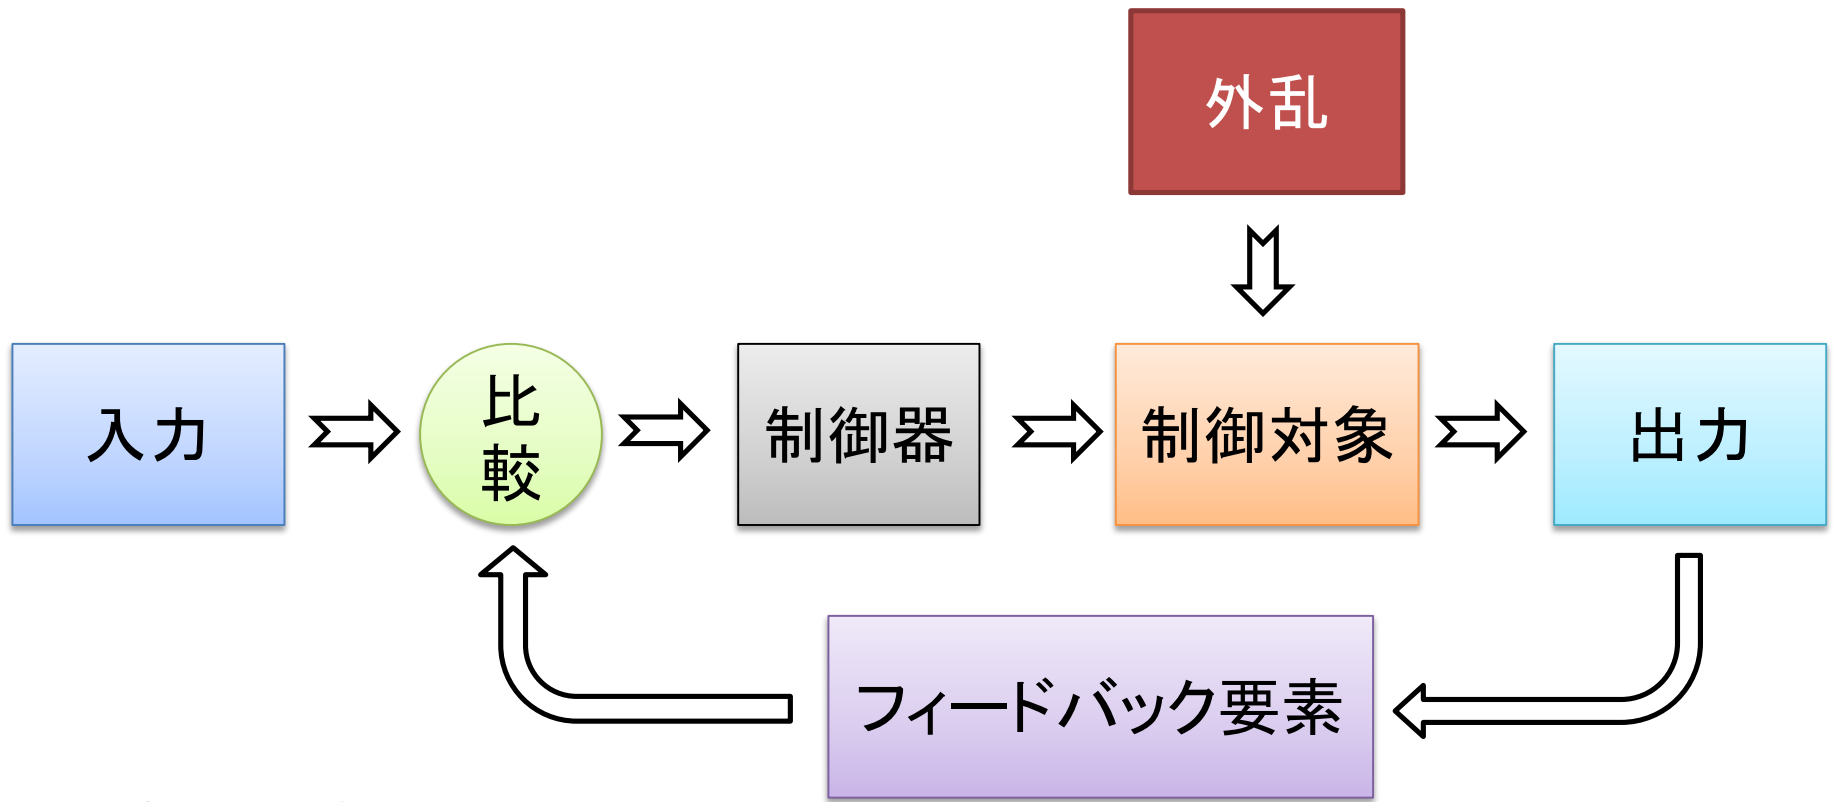 外乱
入力
比
較
制御器
制御対象
出力
フィードバック要素